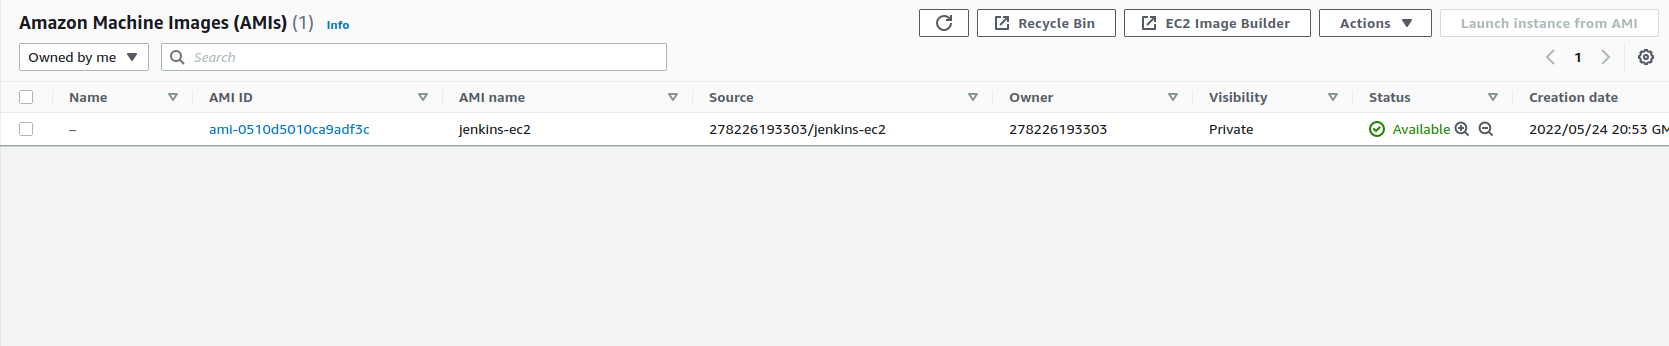 Amazon Machine Images (AMIs) (1) Info Recycle Bin EC2 Image Builder Actions Launch instance from AMI
Owned by me Search 1
Name AMI ID AMI name Source Owner Visibility Status Creation date
– ami-0510d5010ca9adf3c jenkins-ec2 278226193303/jenkins-ec2 278226193303 Private Available 2022/05/24 20:53 GM